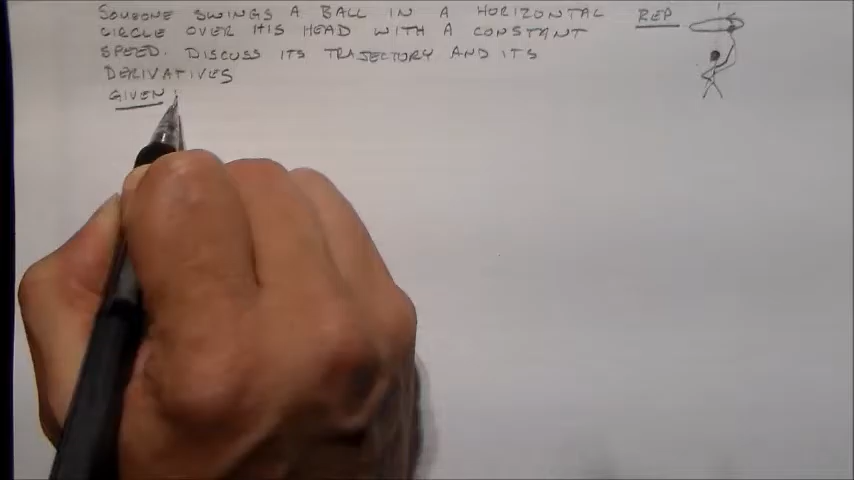 SOMEONE SWINGS A BALL IN A HORIZONTAL
CIRCLE OVER HIS HEAD WITH A CONSTANT
SPEED. DISCUSS ITS TRAJECTORY AND ITS
DERIVATIVES
REP
GIVEN: